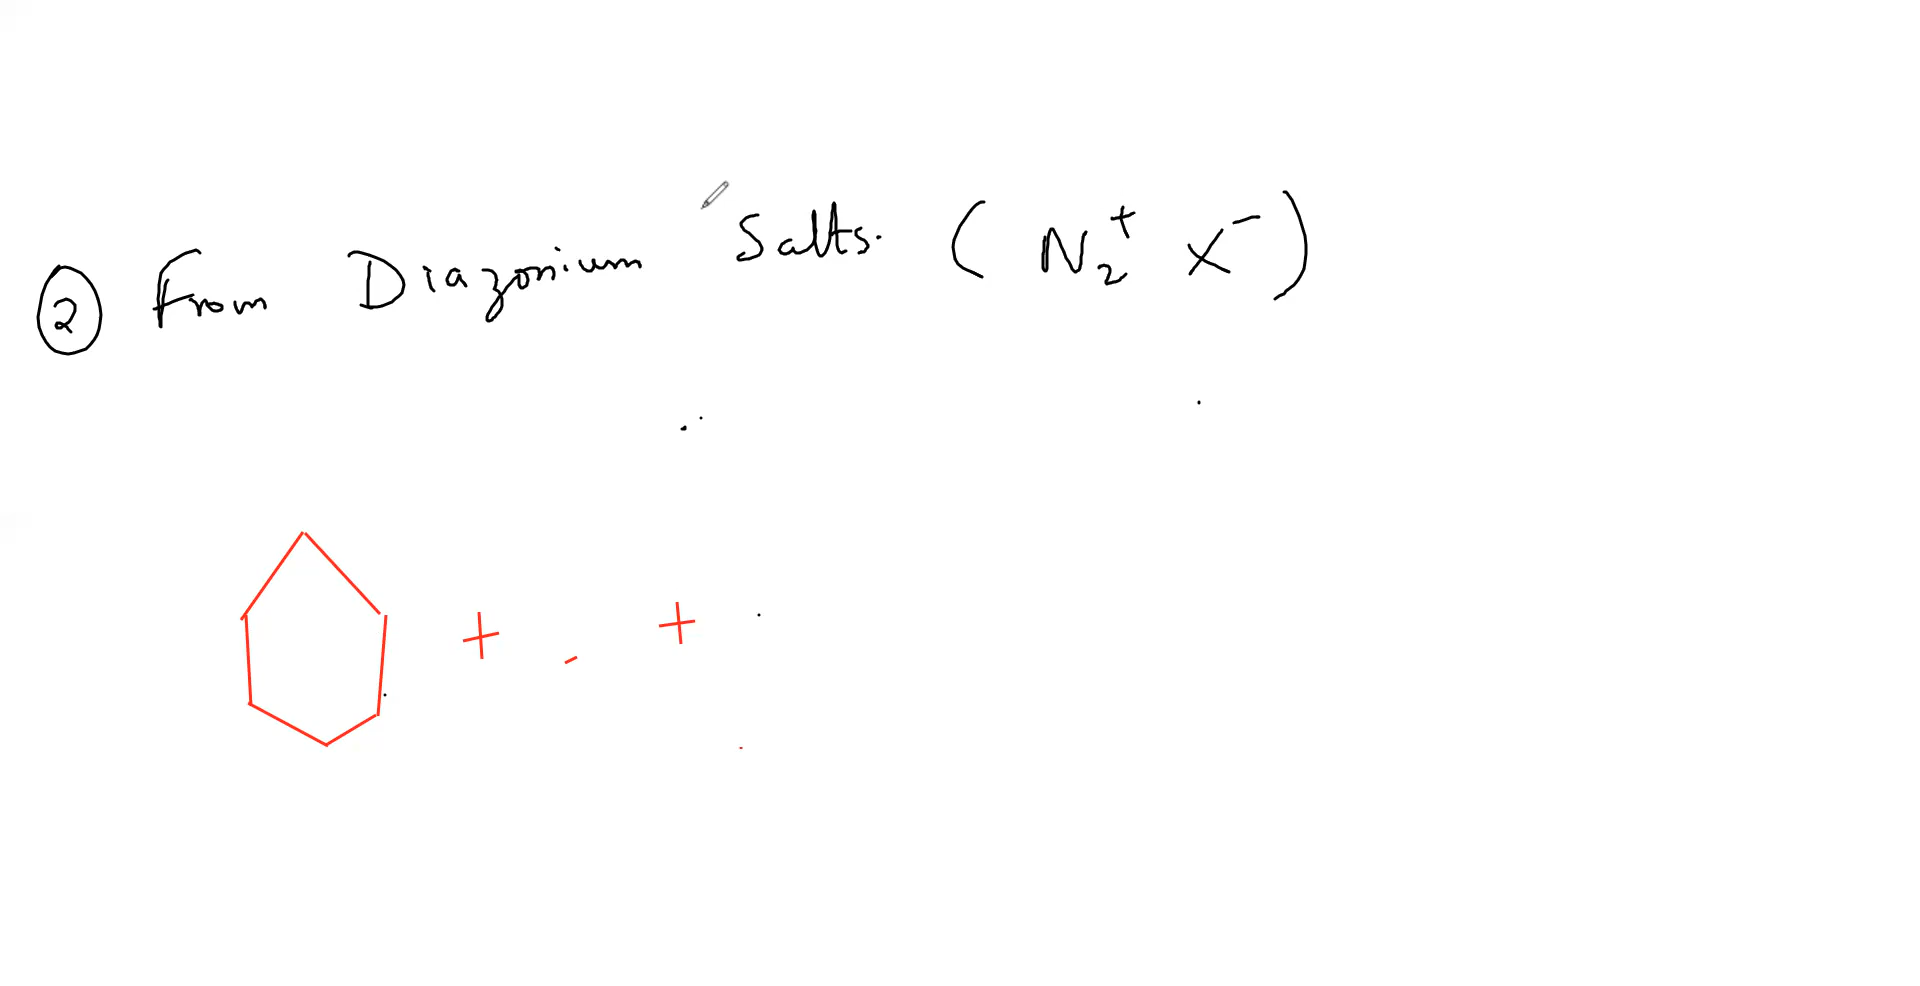 ② From Diazonium Salts. (N₂⁺ X⁻)
+ - +